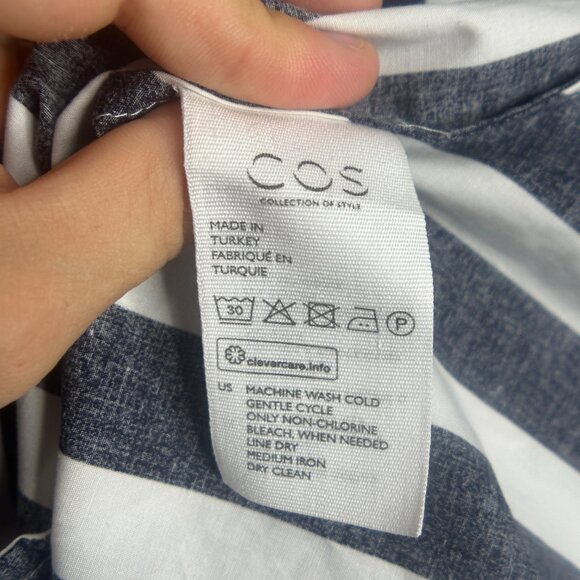 COS
COLLECTION OF STYLE
MADE IN
TURKEY
FABRIQUÉ EN
TURQUIE
30
P
clevercare.info
US MACHINE WASH COLD
GENTLE CYCLE
ONLY NON-CHLORINE
BLEACH, WHEN NEEDED
LINE DRY
MEDIUM IRON
DRY CLEAN